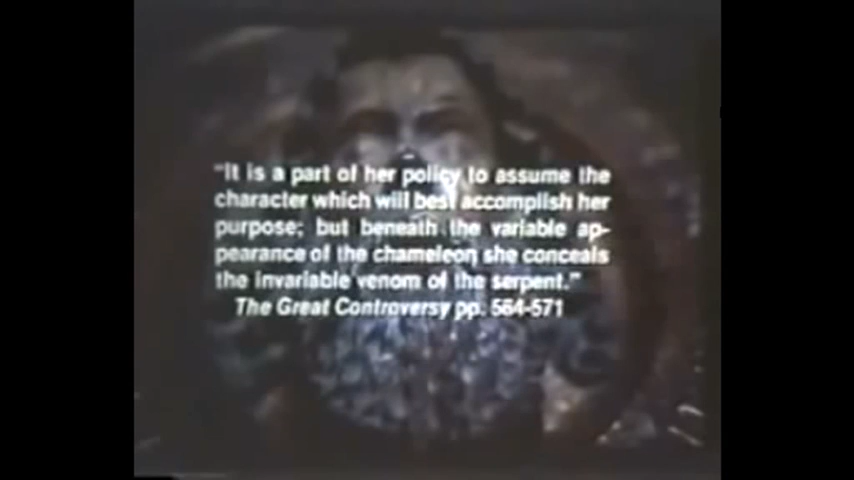 "It is a part of her policy to assume the
character which will best accomplish her
purpose; but beneath the variable ap-
pearance of the chameleon she conceals
the invariable venom of the serpent."
The Great Controversy pp. 564-571